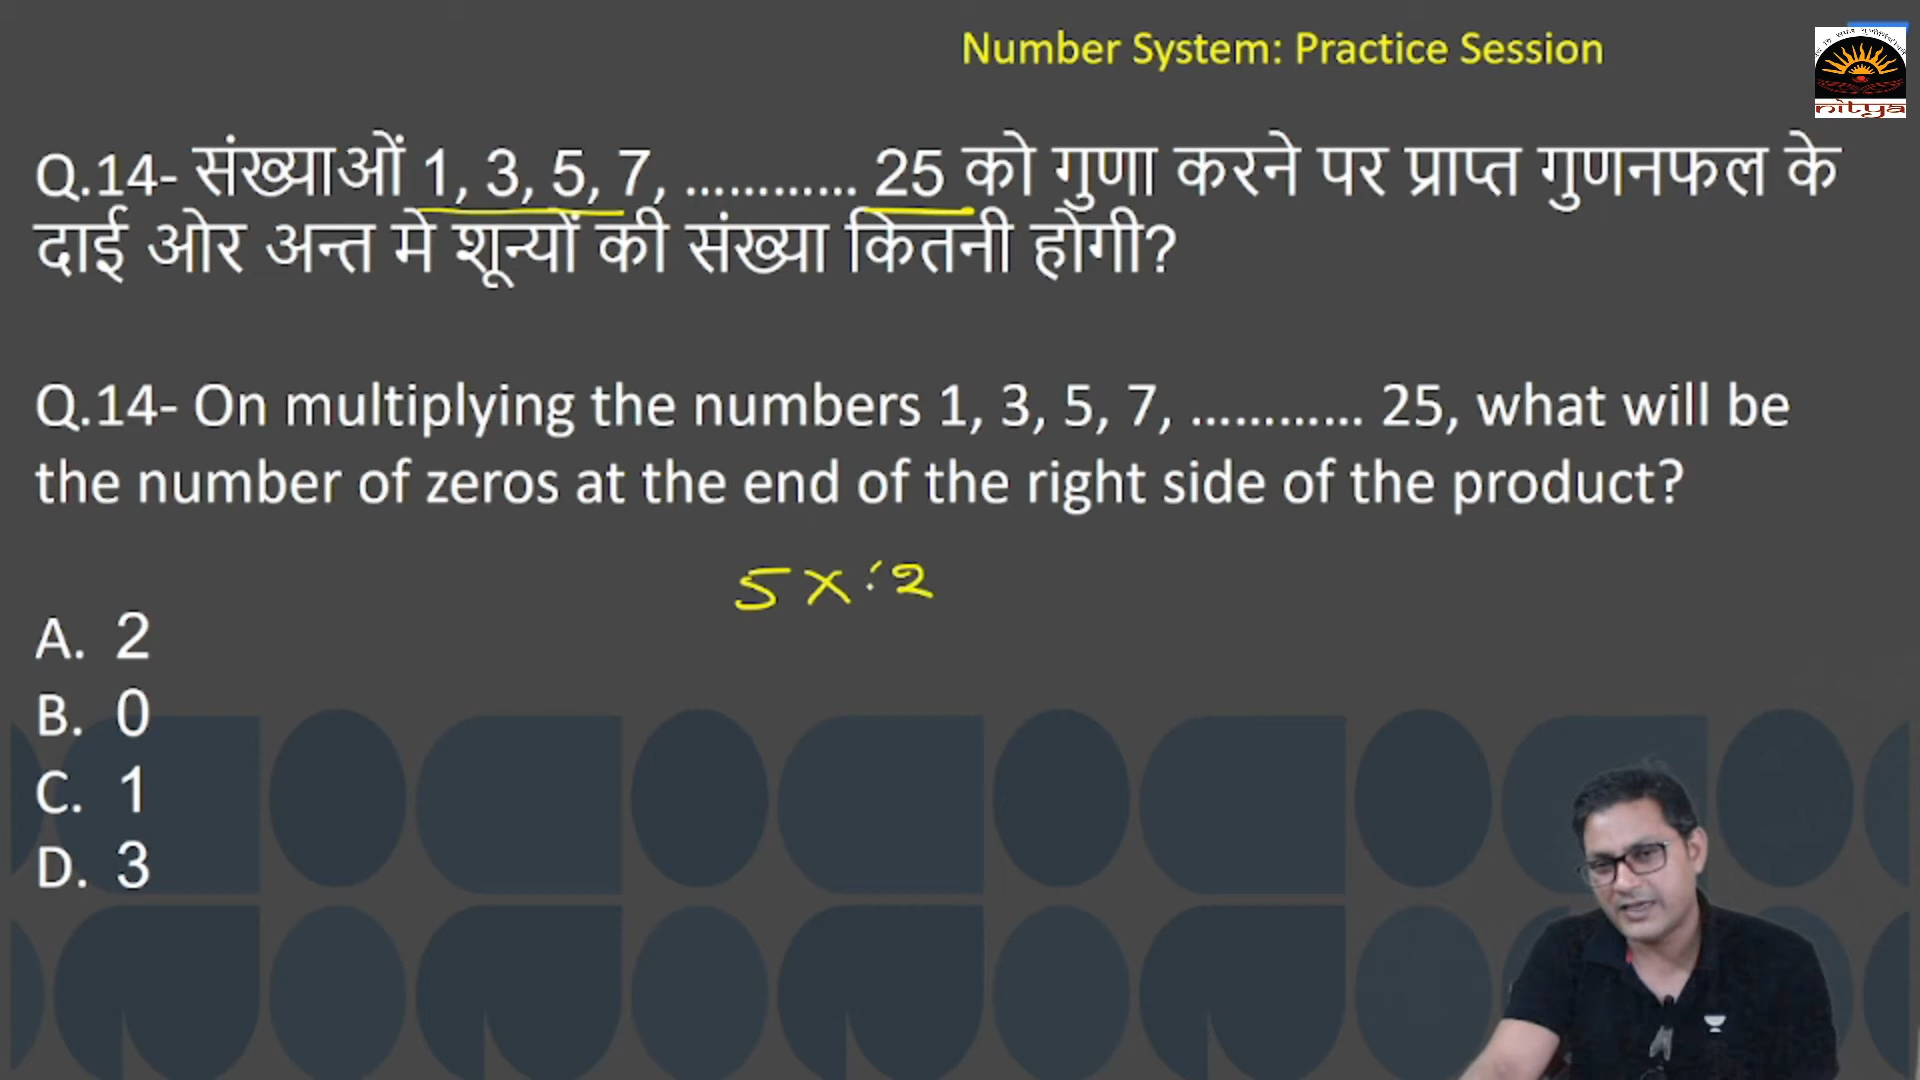 Number System: Practice Session
nitya
Q.14- संख्याओं 1, 3, 5, 7, ............ 25 को गुणा करने पर प्राप्त गुणनफल के
दाई ओर अन्त में शून्यों की संख्या कितनी होगी?
Q.14- On multiplying the numbers 1, 3, 5, 7, ............ 25, what will be
the number of zeros at the end of the right side of the product?
5 × 2
A. 2
B. 0
C. 1
D. 3